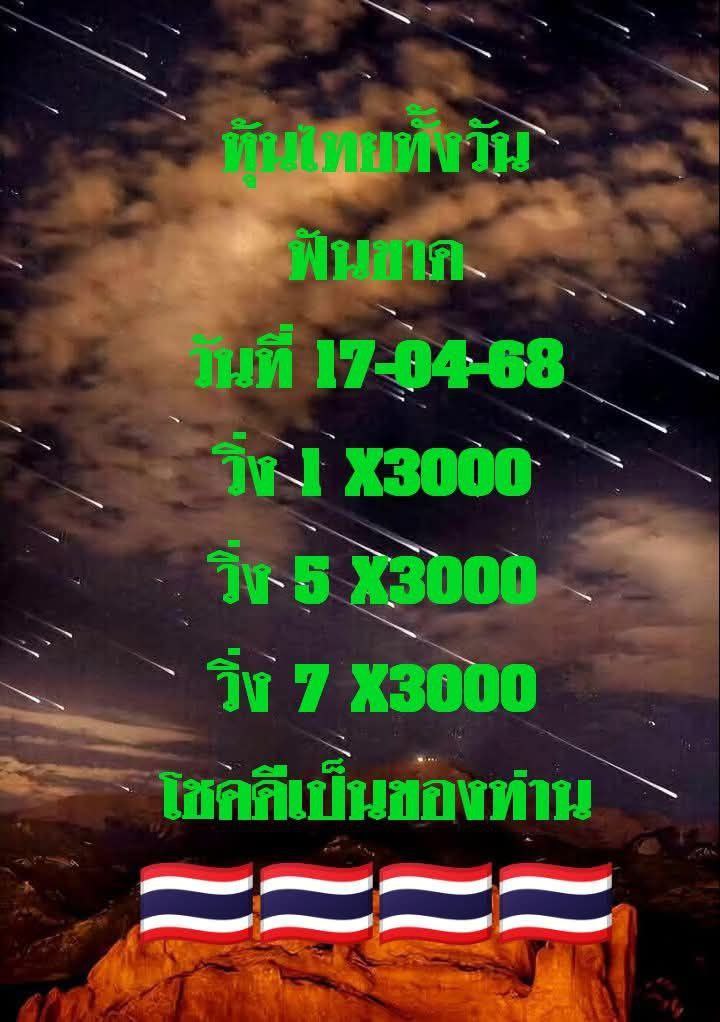 หุ้นไทยทั้งวัน
ฟันขาด
วันที่ 17-04-68
วิ่ง 1 X3000
วิ่ง 5 X3000
วิ่ง 7 X3000
โชคดีเป็นของท่าน